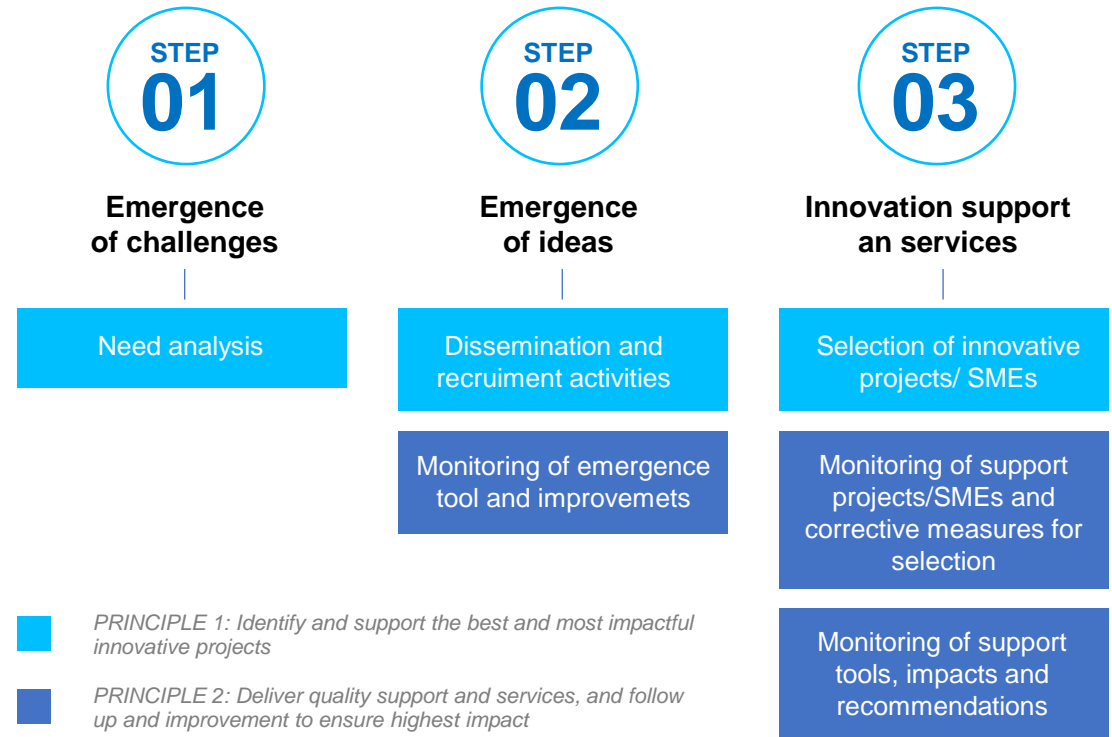 STEP
01
Emergence
of challenges
Need analysis
STEP
02
Emergence
of ideas
Dissemination and
recruiment activities
Monitoring of emergence
tool and improvemets
STEP
03
Innovation support
an services
Selection of innovative
projects/ SMEs
Monitoring of support
projects/SMEs and
corrective measures for
selection
Monitoring of support
tools, impacts and
recommendations
PRINCIPLE 1: Identify and support the best and most impactful
innovative projects
PRINCIPLE 2: Deliver quality support and services, and follow
up and improvement to ensure highest impact